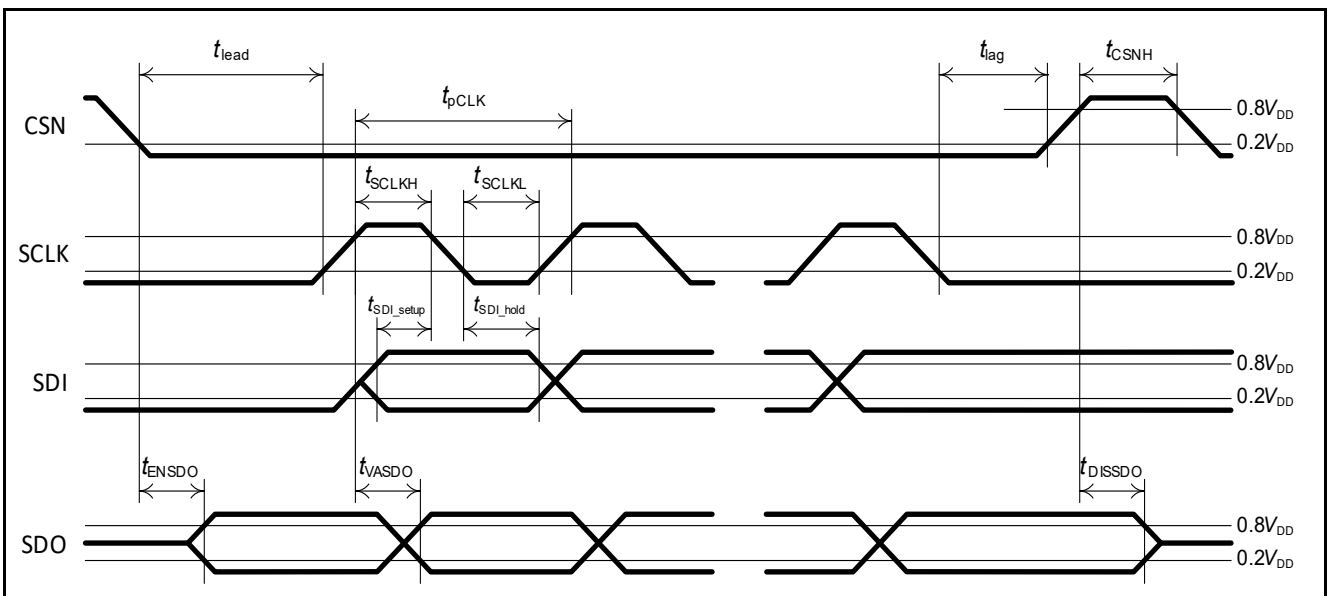 tlead
tlag
tCSNH
tpCLK
CSN
0.8VDD
0.2VDD
tSCLKH
tSCLKL
SCLK
0.8VDD
0.2VDD
tSDI_setup
tSDI_hold
SDI
0.8VDD
0.2VDD
tENSDO
tVASDO
tDISSDO
SDO
0.8VDD
0.2VDD